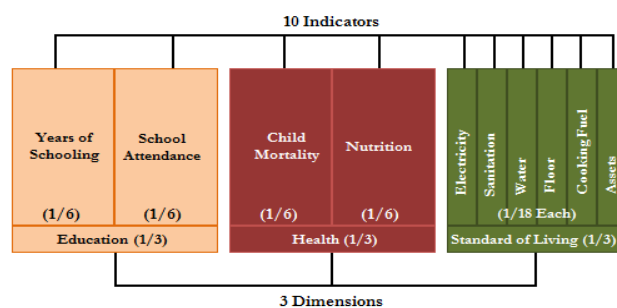 10 Indicators
Years of
Schooling
(1/6)
School
Attendance
(1/6)
Education (1/3)
Child
Mortality
(1/6)
Nutrition
(1/6)
Health (1/3)
Electricity
Sanitation
Water
Floor
Cooking Fuel
Assets
(1/18 Each)
Standard of Living (1/3)
3 Dimensions